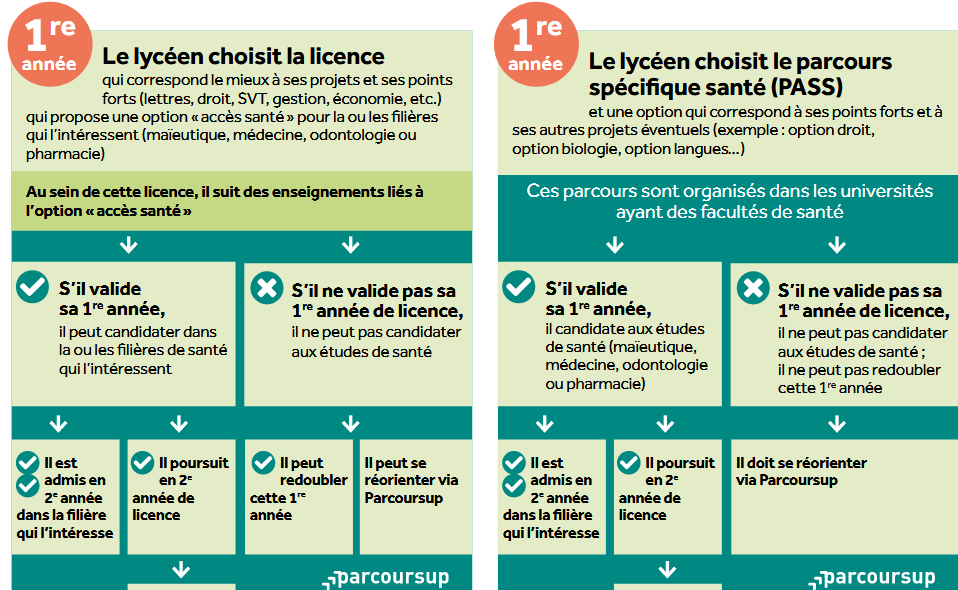 1re
année
Le lycéen choisit la licence
qui correspond le mieux à ses projets et ses points
forts (lettres, droit, SVT, gestion, économie, etc.)
qui propose une option « accès santé » pour la ou les filières
qui l’intéressent (maïeutique, médecine, odontologie ou
pharmacie)
Au sein de cette licence, il suit des enseignements liés à
l’option « accès santé »
S’il valide
sa 1re année,
il peut candidater dans
la ou les filières de santé
qui l’intéressent
S’il ne valide pas sa
1re année de licence,
il ne peut pas candidater
aux études de santé
Il est
admis en
2e année
dans la filière
qui l’intéresse
Il poursuit
en 2e
année de
licence
Il peut
redoubler
cette 1re
année
Il peut se
réorienter via
Parcoursup
parcoursup
1re
année
Le lycéen choisit le parcours
spécifique santé (PASS)
et une option qui correspond à ses points forts et à
ses autres projets éventuels (exemple : option droit,
option biologie, option langues...)
Ces parcours sont organisés dans les universités
ayant des facultés de santé
S’il valide
sa 1re année,
il candidate aux études
de santé (maïeutique,
médecine, odontologie
ou pharmacie)
S’il ne valide pas sa
1re année de licence,
il ne peut pas candidater
aux études de santé ;
il ne peut pas redoubler
cette 1re année
Il est
admis en
2e année
dans la filière
qui l’intéresse
Il poursuit
en 2e
année de
licence
Il doit se réorienter
via Parcoursup
parcoursup